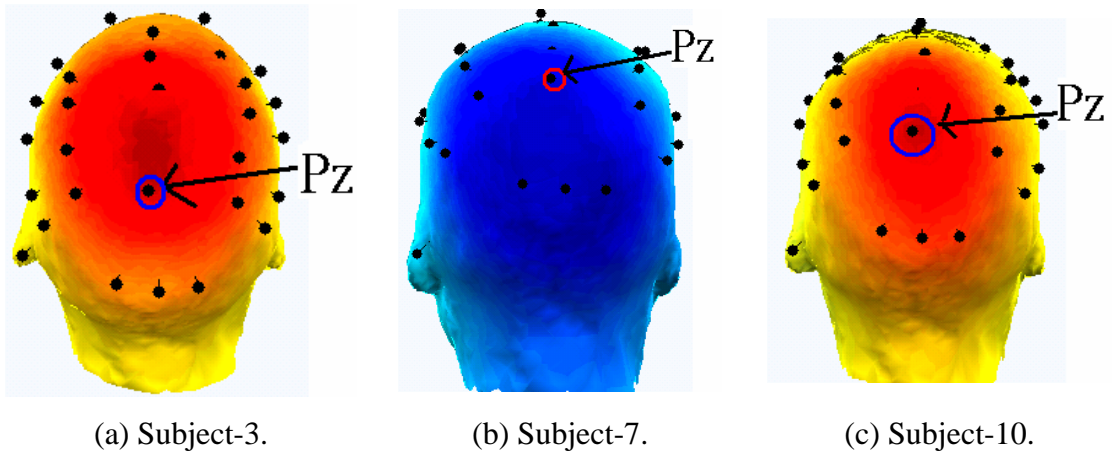 Pz
Pz
Pz
(a) Subject-3.
(b) Subject-7.
(c) Subject-10.